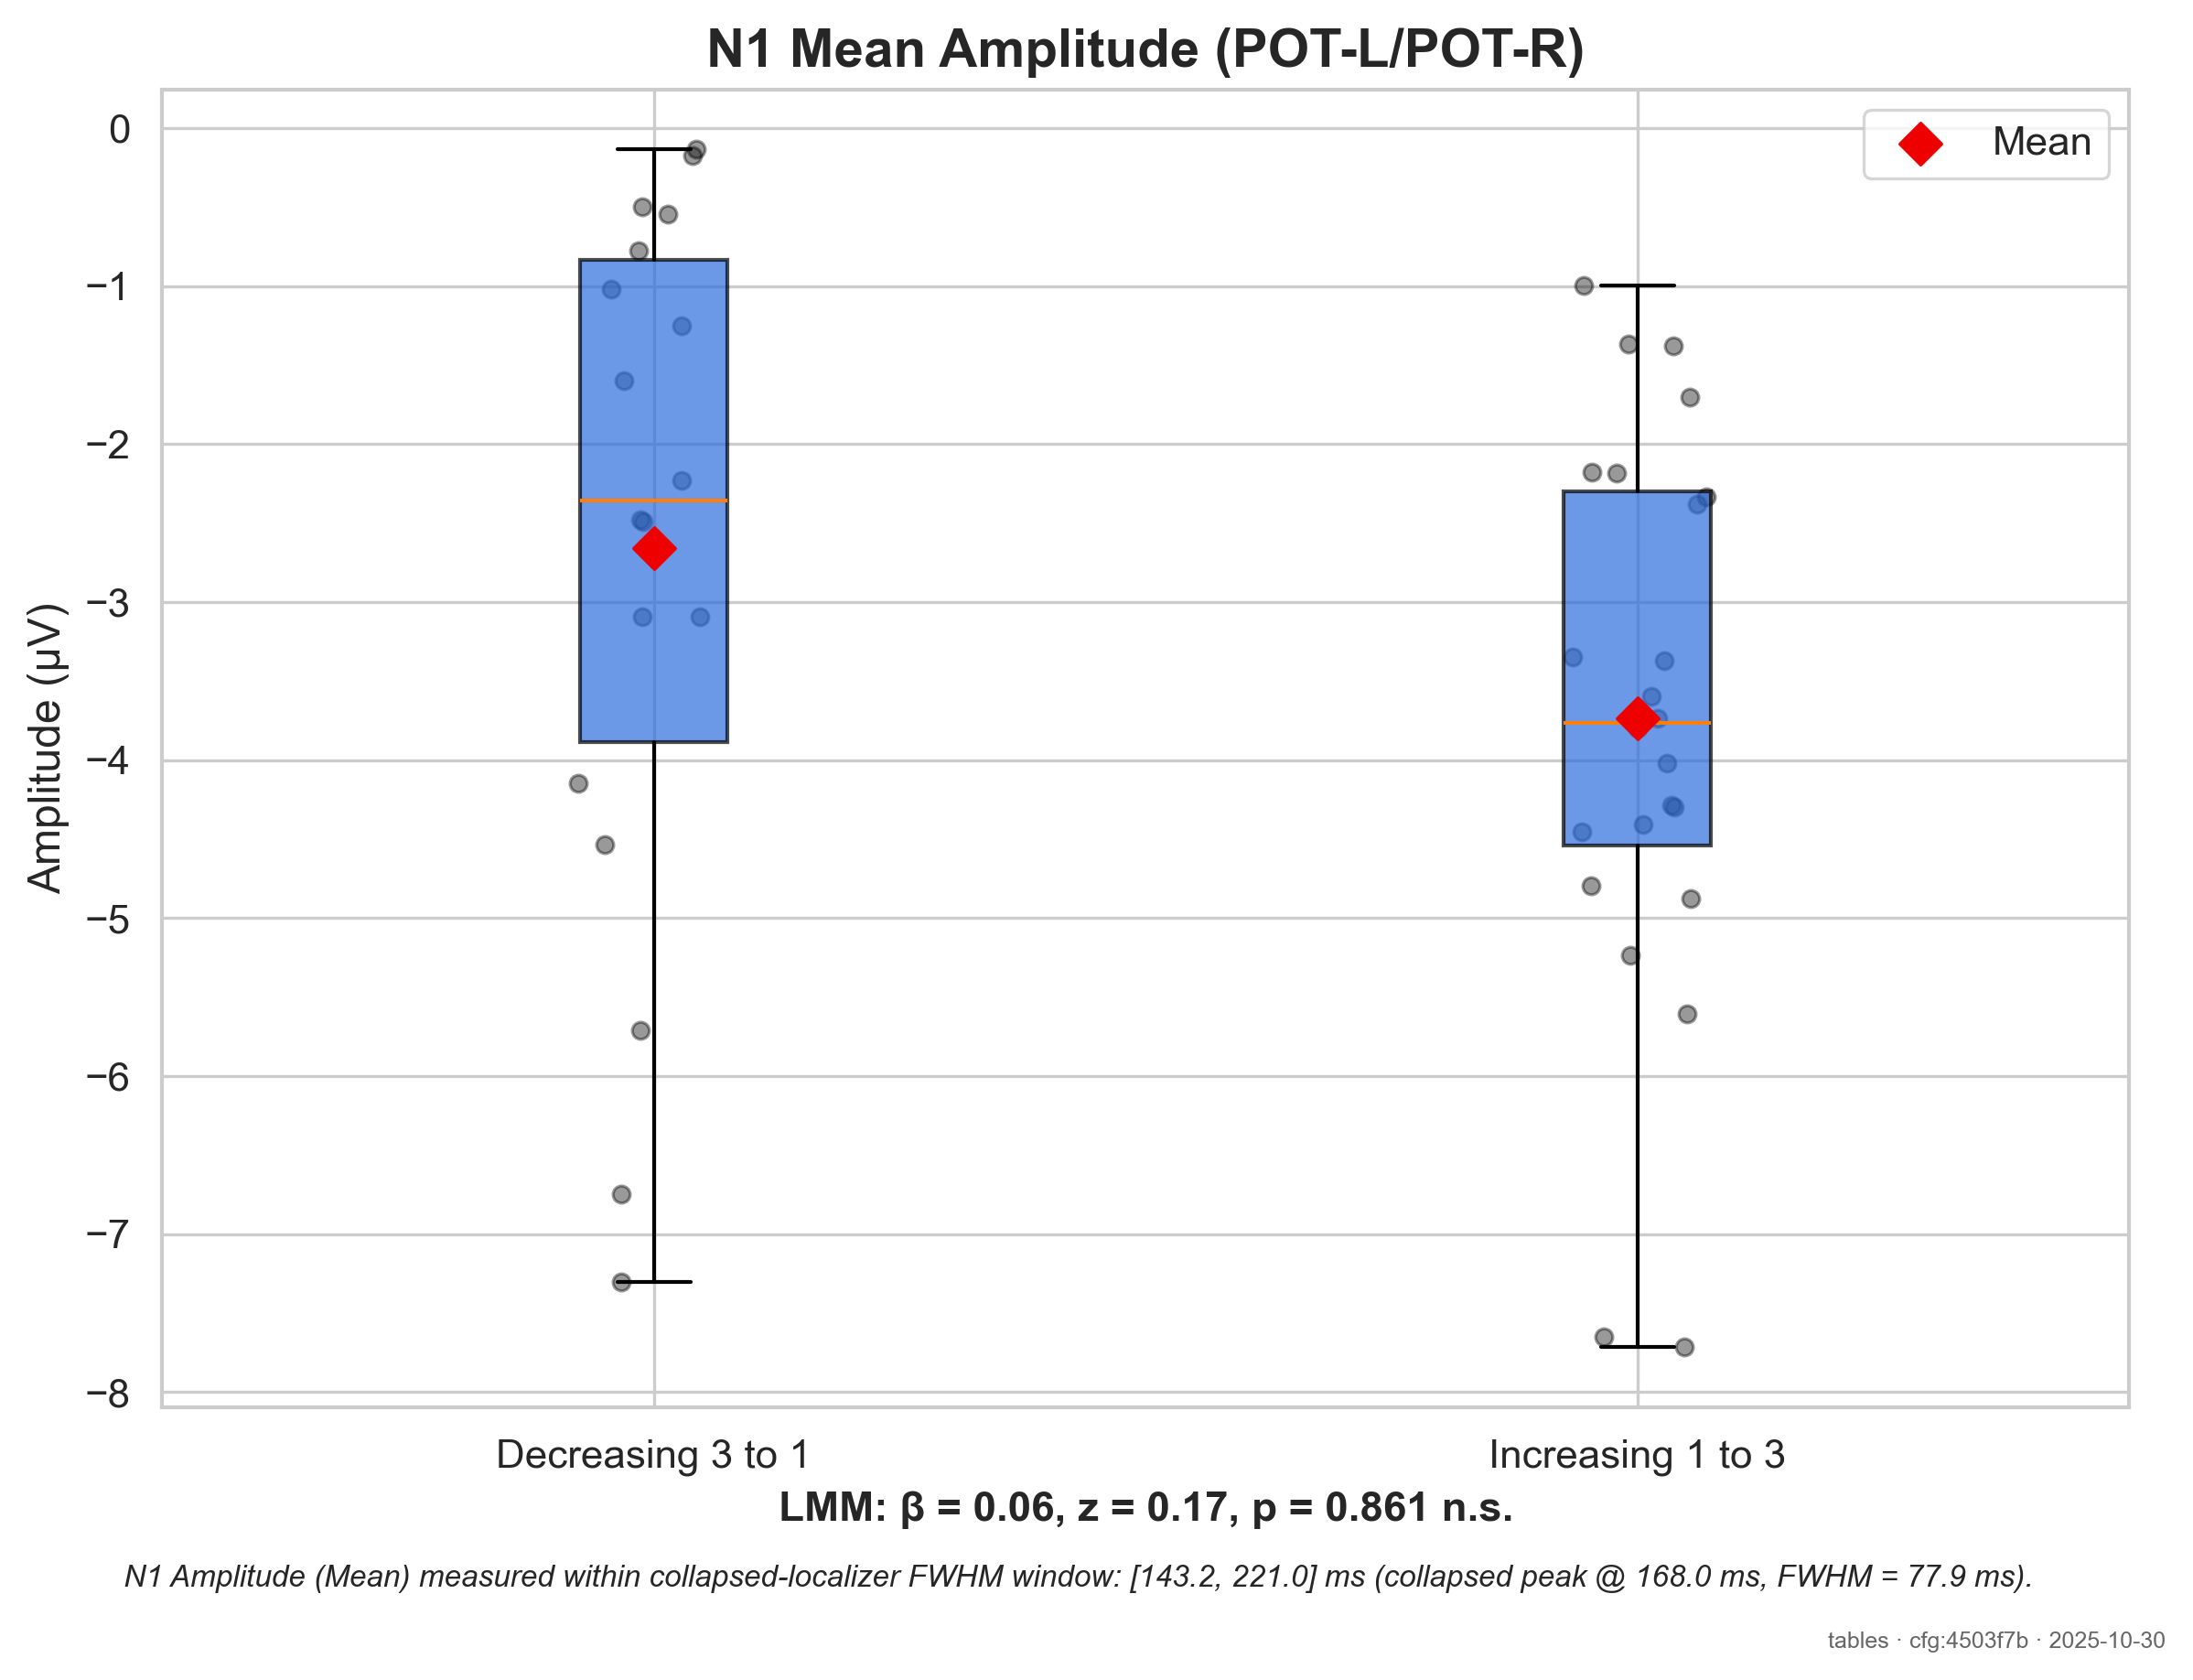 N1 Mean Amplitude (POT-L/POT-R)
Mean
Amplitude (µV)
0
−1
−2
−3
−4
−5
−6
−7
−8
Decreasing 3 to 1
Increasing 1 to 3
LMM: β = 0.06, z = 0.17, p = 0.861 n.s.
N1 Amplitude (Mean) measured within collapsed-localizer FWHM window: [143.2, 221.0] ms (collapsed peak @ 168.0 ms, FWHM = 77.9 ms).
tables · cfg:4503f7b · 2025-10-30